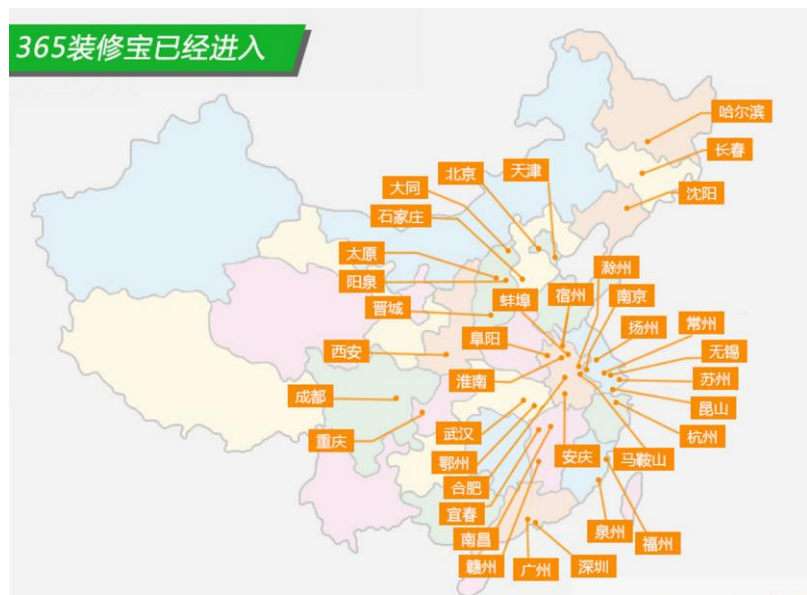 365装修宝已经进入
哈尔滨
长春
沈阳
北京
天津
大同
石家庄
太原
阳泉
晋城
蚌埠
宿州
滁州
南京
扬州
常州
无锡
苏州
昆山
杭州
阜阳
西安
淮南
成都
重庆
武汉
鄂州
合肥
宜春
南昌
赣州
安庆
马鞍山
广州
深圳
泉州
福州